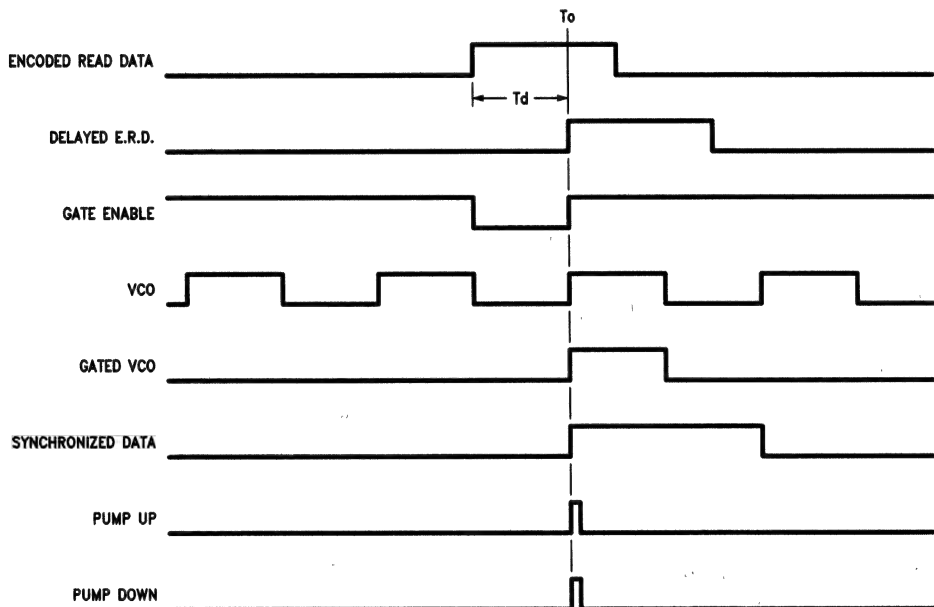 To
ENCODED READ DATA
Td
DELAYED E.R.D.
GATE ENABLE
VCO
GATED VCO
SYNCHRONIZED DATA
PUMP UP
PUMP DOWN